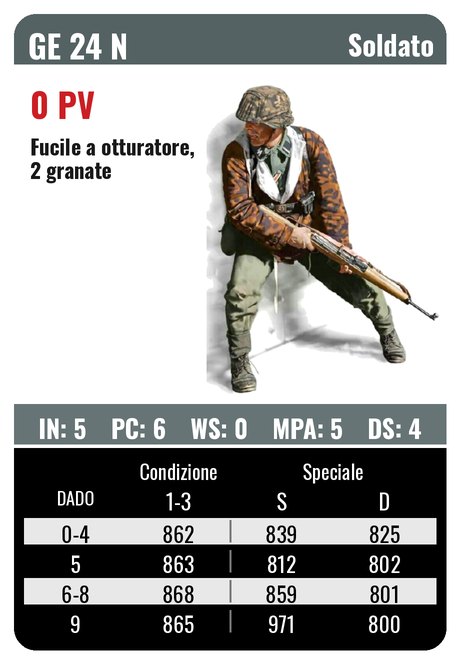 GE 24 N Soldato
0 PV
Fucile a otturatore,
2 granate
IN: 5 PC: 6 WS: 0 MPA: 5 DS: 4
Condizione Speciale
DADO 1-3 S D
0-4 862 839 825
5 863 812 802
6-8 868 859 801
9 865 971 800